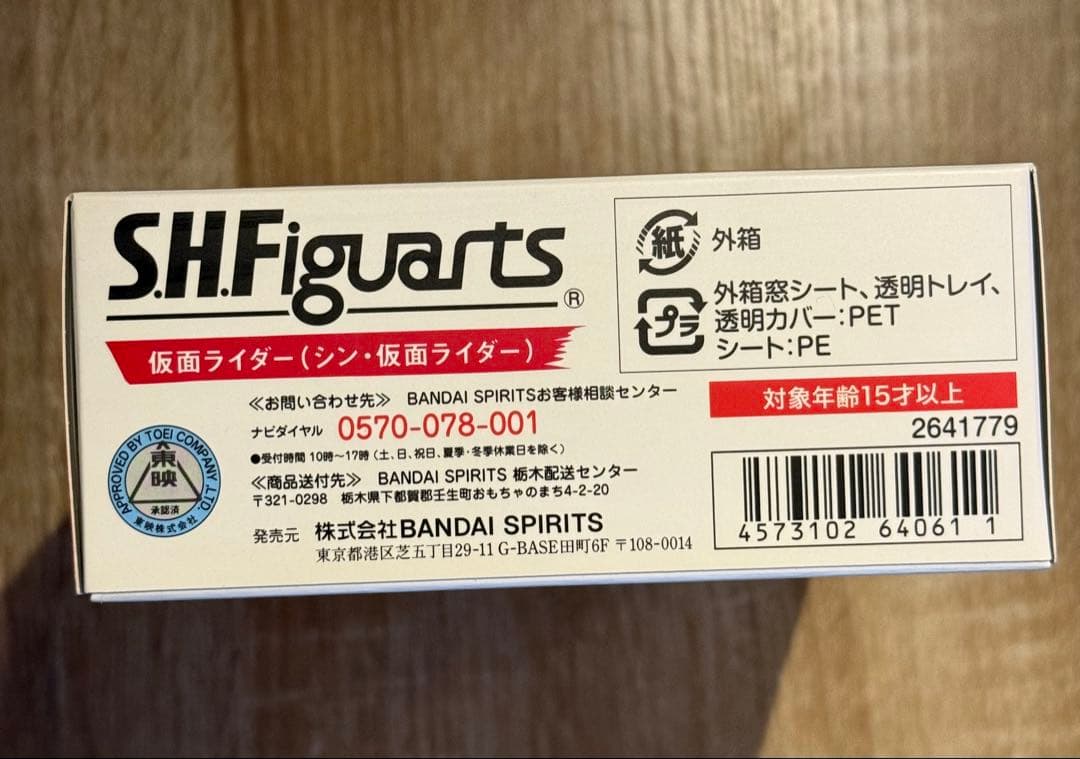 S.H.Figuarts®
仮面ライダー(シン・仮面ライダー)
紙 外箱
プラ 外箱窓シート、透明トレイ、
透明カバー:PET
シート:PE
≪お問い合わせ先≫ BANDAI SPIRITSお客様相談センター
ナビダイヤル 0570-078-001
●受付時間 10時〜17時(土、日、祝日、夏季・冬季休業日を除く)
≪商品送付先≫ BANDAI SPIRITS 栃木配送センター
〒321-0298 栃木県下都賀郡壬生町おもちゃのまち4-2-20
発売元 株式会社BANDAI SPIRITS
東京都港区芝五丁目29-11 G-BASE田町6F 〒108-0014
APPROVED BY TOEI COMPANY,LTD.
東映
承認済
東映株式会社
対象年齢15才以上
2641779
4573102 64061 1